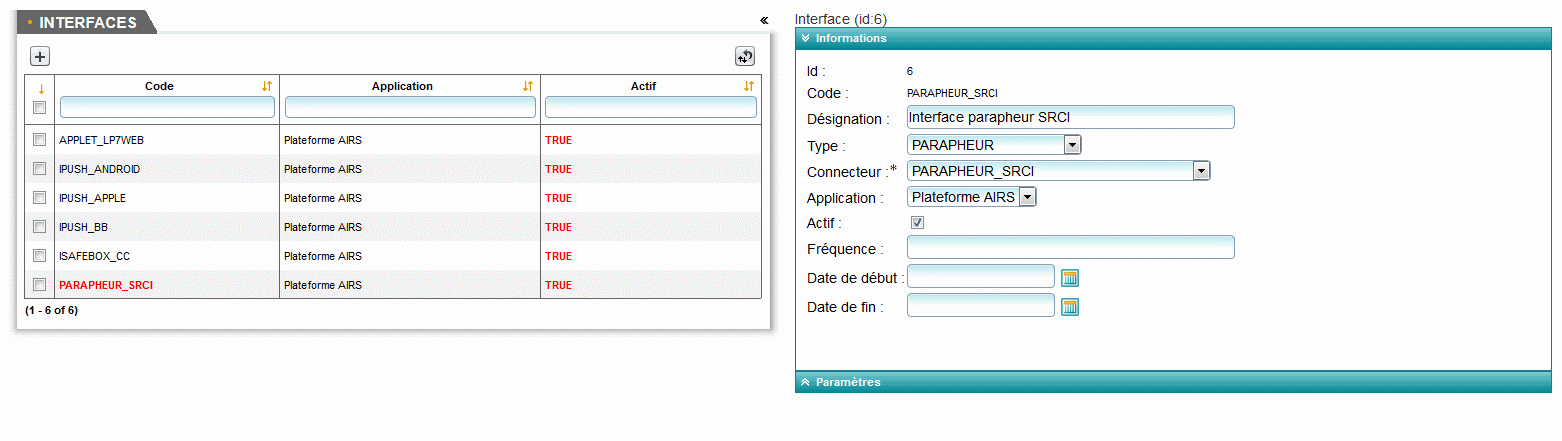 INTERFACES
Code Application Actif
APPLET_LP7WEB Plateforme AIRS TRUE
IPUSH_ANDROID Plateforme AIRS TRUE
IPUSH_APPLE Plateforme AIRS TRUE
IPUSH_BB Plateforme AIRS TRUE
ISAFEBOX_CC Plateforme AIRS TRUE
PARAPHEUR_SRCI Plateforme AIRS TRUE
(1 - 6 of 6)
Interface (id:6)
Informations
Id : 6
Code : PARAPHEUR_SRCI
Désignation : Interface parapheur SRCI
Type : PARAPHEUR
Connecteur :* PARAPHEUR_SRCI
Application : Plateforme AIRS
Actif :
Fréquence :
Date de début :
Date de fin :
Paramètres